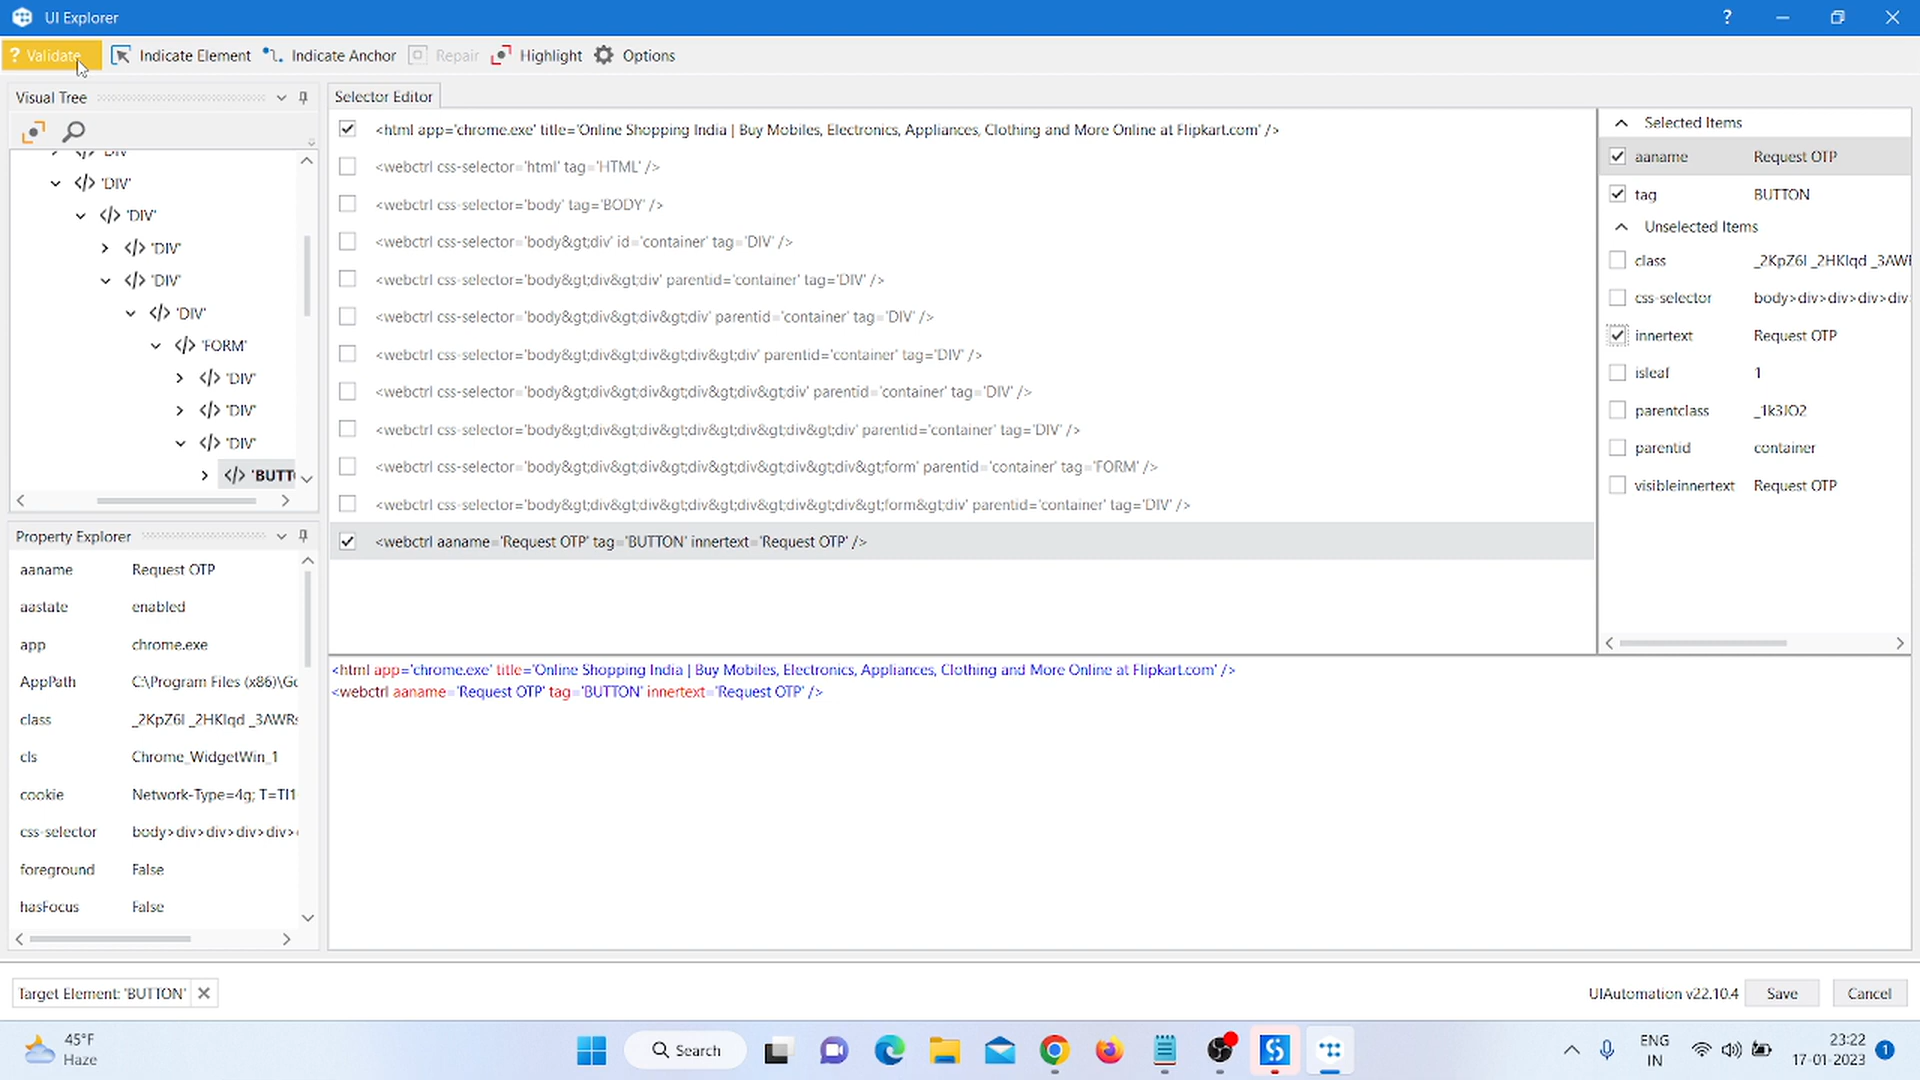 UI Explorer
?
? Validate
Indicate Element
Indicate Anchor
Repair
Highlight
Options
Visual Tree
Selector Editor
'DIV'
'DIV'
'DIV'
'DIV'
'DIV'
'DIV'
'FORM'
'DIV'
'DIV'
'DIV'
'BUTT
<html app='chrome.exe' title='Online Shopping India | Buy Mobiles, Electronics, Appliances, Clothing and More Online at Flipkart.com' />
<webctrl css-selector='html' tag='HTML' />
<webctrl css-selector='body' tag='BODY' />
<webctrl css-selector='body&gt;div' id='container' tag='DIV' />
<webctrl css-selector='body&gt;div&gt;div' parentid='container' tag='DIV' />
<webctrl css-selector='body&gt;div&gt;div&gt;div' parentid='container' tag='DIV' />
<webctrl css-selector='body&gt;div&gt;div&gt;div&gt;div' parentid='container' tag='DIV' />
<webctrl css-selector='body&gt;div&gt;div&gt;div&gt;div&gt;div' parentid='container' tag='DIV' />
<webctrl css-selector='body&gt;div&gt;div&gt;div&gt;div&gt;div&gt;div' parentid='container' tag='DIV' />
<webctrl css-selector='body&gt;div&gt;div&gt;div&gt;div&gt;div&gt;div&gt;form' parentid='container' tag='FORM' />
<webctrl css-selector='body&gt;div&gt;div&gt;div&gt;div&gt;div&gt;div&gt;form&gt;div' parentid='container' tag='DIV' />
<webctrl aaname='Request OTP' tag='BUTTON' innertext='Request OTP' />
Selected Items
aaname Request OTP
tag BUTTON
Unselected Items
class _2KpZ6l _2HKlqd _3AWR
css-selector body>div>div>div>div
innertext Request OTP
isleaf 1
parentclass _1k3JO2
parentid container
visibleinnertext Request OTP
Property Explorer
aaname Request OTP
aastate enabled
app chrome.exe
AppPath C:\Program Files (x86)\Go
class _2KpZ6l _2HKlqd _3AWRs
cls Chrome_WidgetWin_1
cookie Network-Type=4g; T=TI1
css-selector body>div>div>div>div>
foreground False
hasFocus False
<html app='chrome.exe' title='Online Shopping India | Buy Mobiles, Electronics, Appliances, Clothing and More Online at Flipkart.com' />
<webctrl aaname='Request OTP' tag='BUTTON' innertext='Request OTP' />
Target Element: 'BUTTON'
UIAutomation v22.10.4
Save
Cancel
45°F
Haze
Search
ENG
IN
23:22
17-01-2023
1